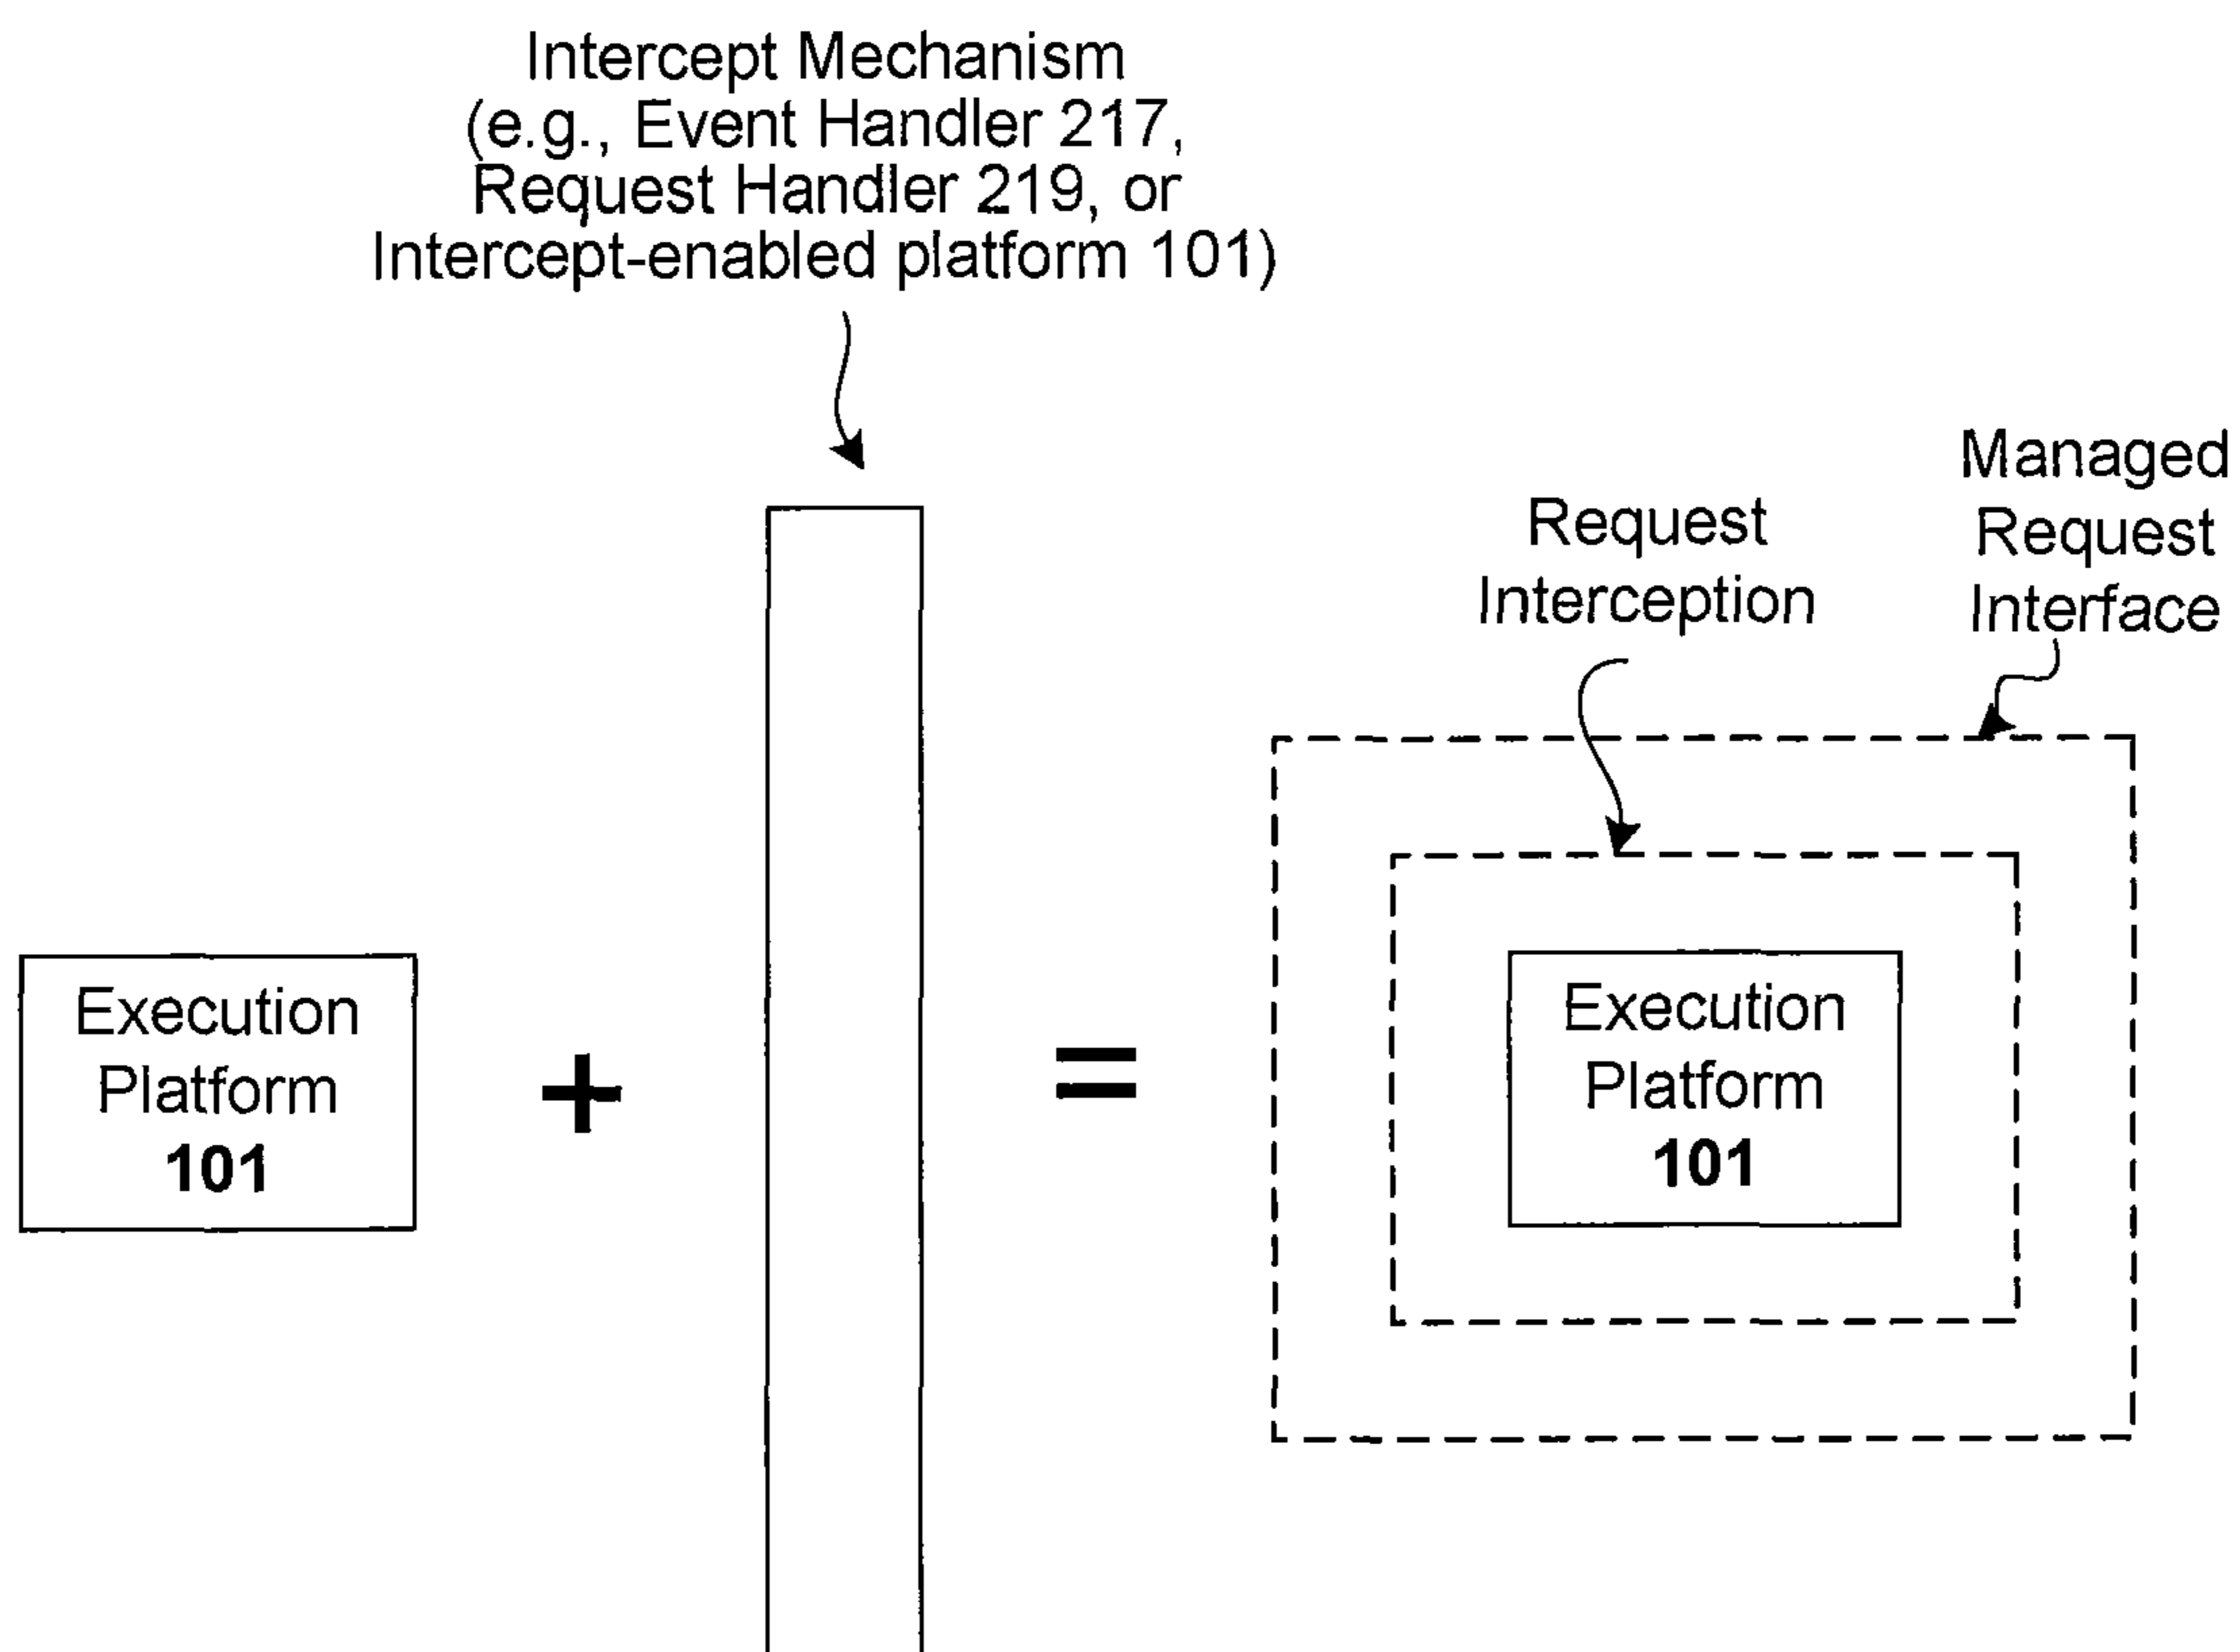 Intercept Mechanism
(e.g., Event Handler 217,
Request Handler 219, or
Intercept-enabled platform 101)
Managed
Request
Interface
Request
Interception
Execution
Platform
101
+
=
Execution
Platform
101